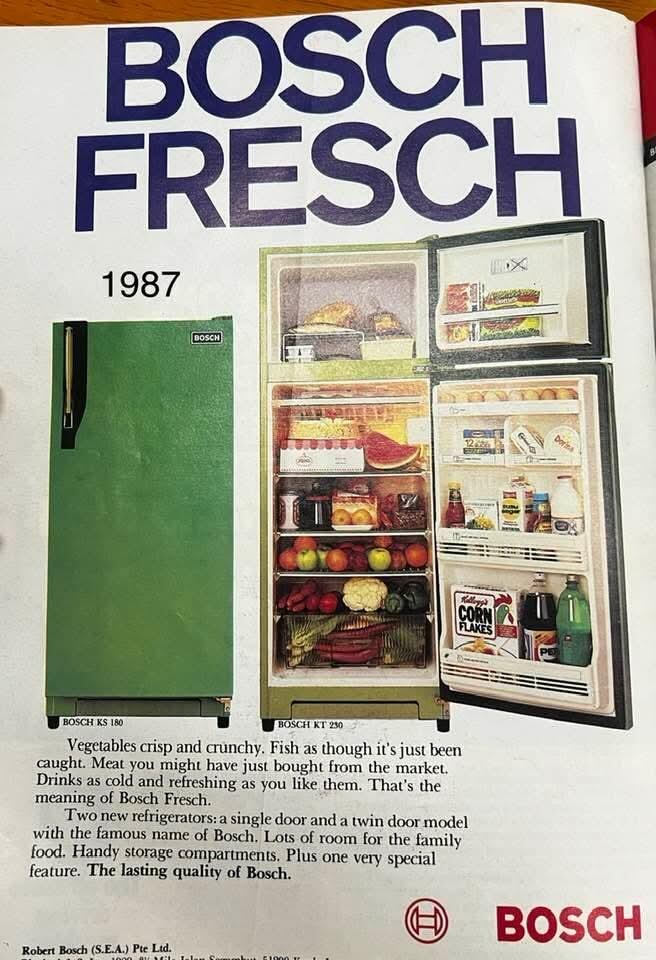 BOSCH
FRESCH
1987
BOSCH
12
Dorina
Kellogg's
CORN
FLAKES
PEP
BOSCH KS 180
BOSCH KT 230
Vegetables crisp and crunchy. Fish as though it's just been
caught. Meat you might have just bought from the market.
Drinks as cold and refreshing as you like them. That's the
meaning of Bosch Fresch.
Two new refrigerators: a single door and a twin door model
with the famous name of Bosch. Lots of room for the family
food. Handy storage compartments. Plus one very special
feature. The lasting quality of Bosch.
BOSCH
Robert Bosch (S.E.A.) Pte Ltd.